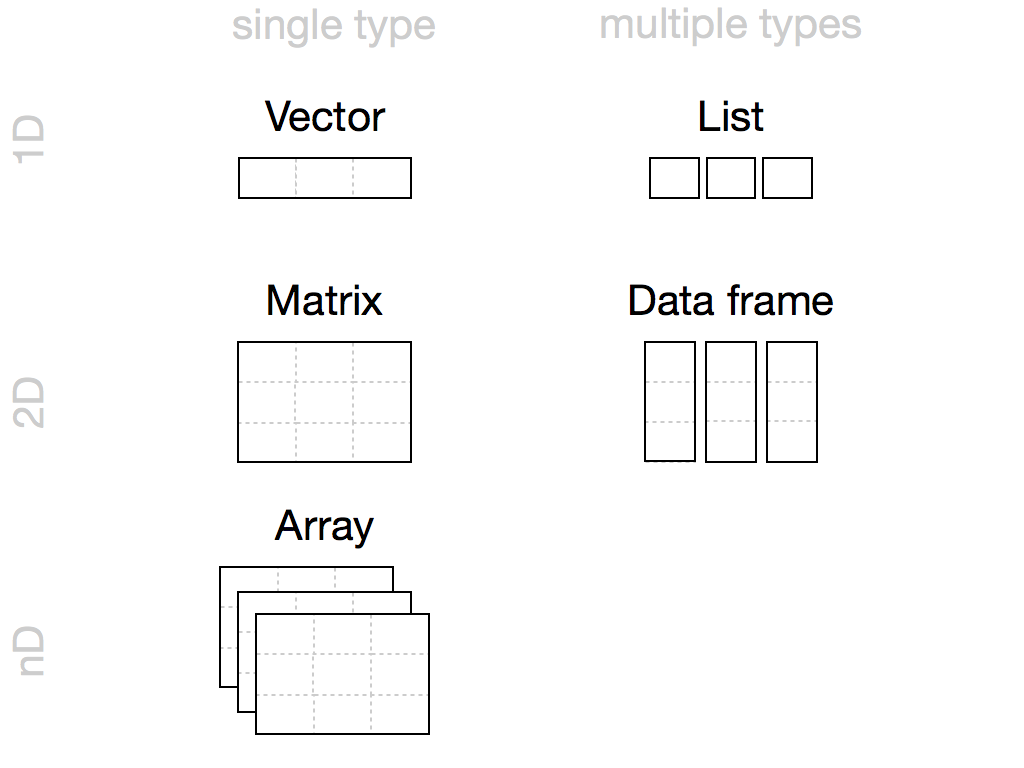 single type
multiple types
1D
Vector
List
2D
Matrix
Data frame
nD
Array